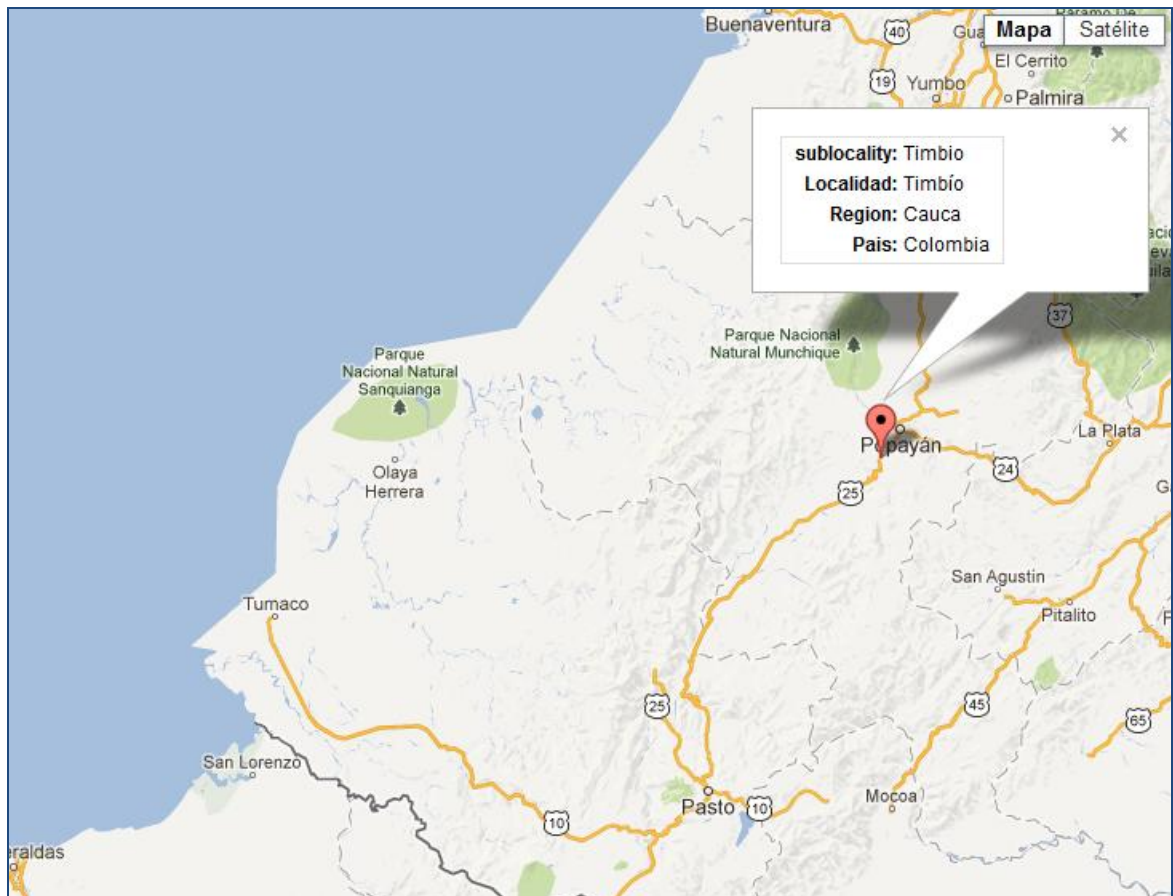 Buenaventura
40
Mapa
Satélite
El Cerrito
19
Yumbo
Palmira
sublocality: Timbio
Localidad: Timbío
Region: Cauca
Pais: Colombia
37
Parque Nacional
Natural Munchique
Parque
Nacional Natural
Sanquianga
Popayán
La Plata
Olaya
Herrera
24
25
San Agustin
Pitalito
Tumaco
25
45
65
San Lorenzo
Pasto
10
Mocoa
10
eraldas